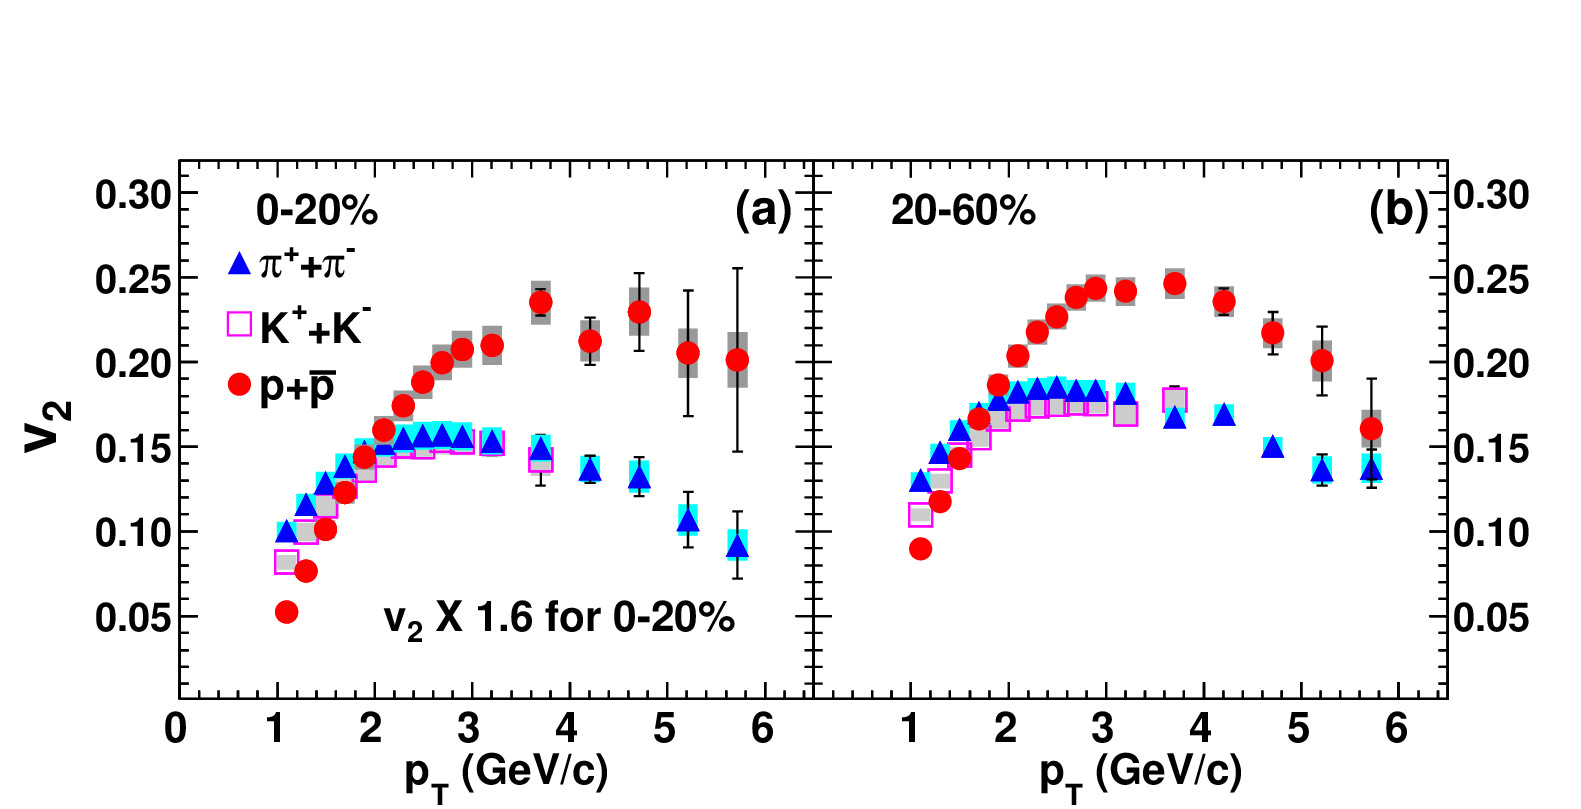 0-20%
(a)
20-60%
(b)
π⁺+π⁻
K⁺+K⁻
p+p̅
v₂ X 1.6 for 0-20%
v₂
0.30
0.25
0.20
0.15
0.10
0.05
0.30
0.25
0.20
0.15
0.10
0.05
0 1 2 3 4 5 6
1 2 3 4 5 6
p_T (GeV/c)
p_T (GeV/c)